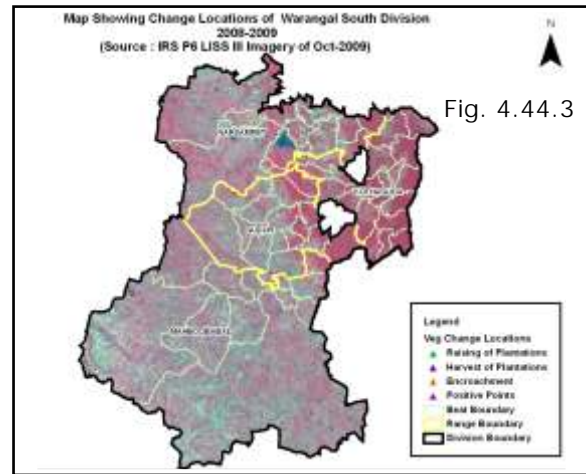 Map Showing Change Locations of Warangal South Division
2008-2009
(Source : IRS P6 LISS III Imagery of Oct-2009)
N
Fig. 4.44.3
Legend
Veg Change Locations
Raising of Plantations
Harvest of Plantations
Encroachment
Positive Points
Beat Boundary
Range Boundary
Division Boundary